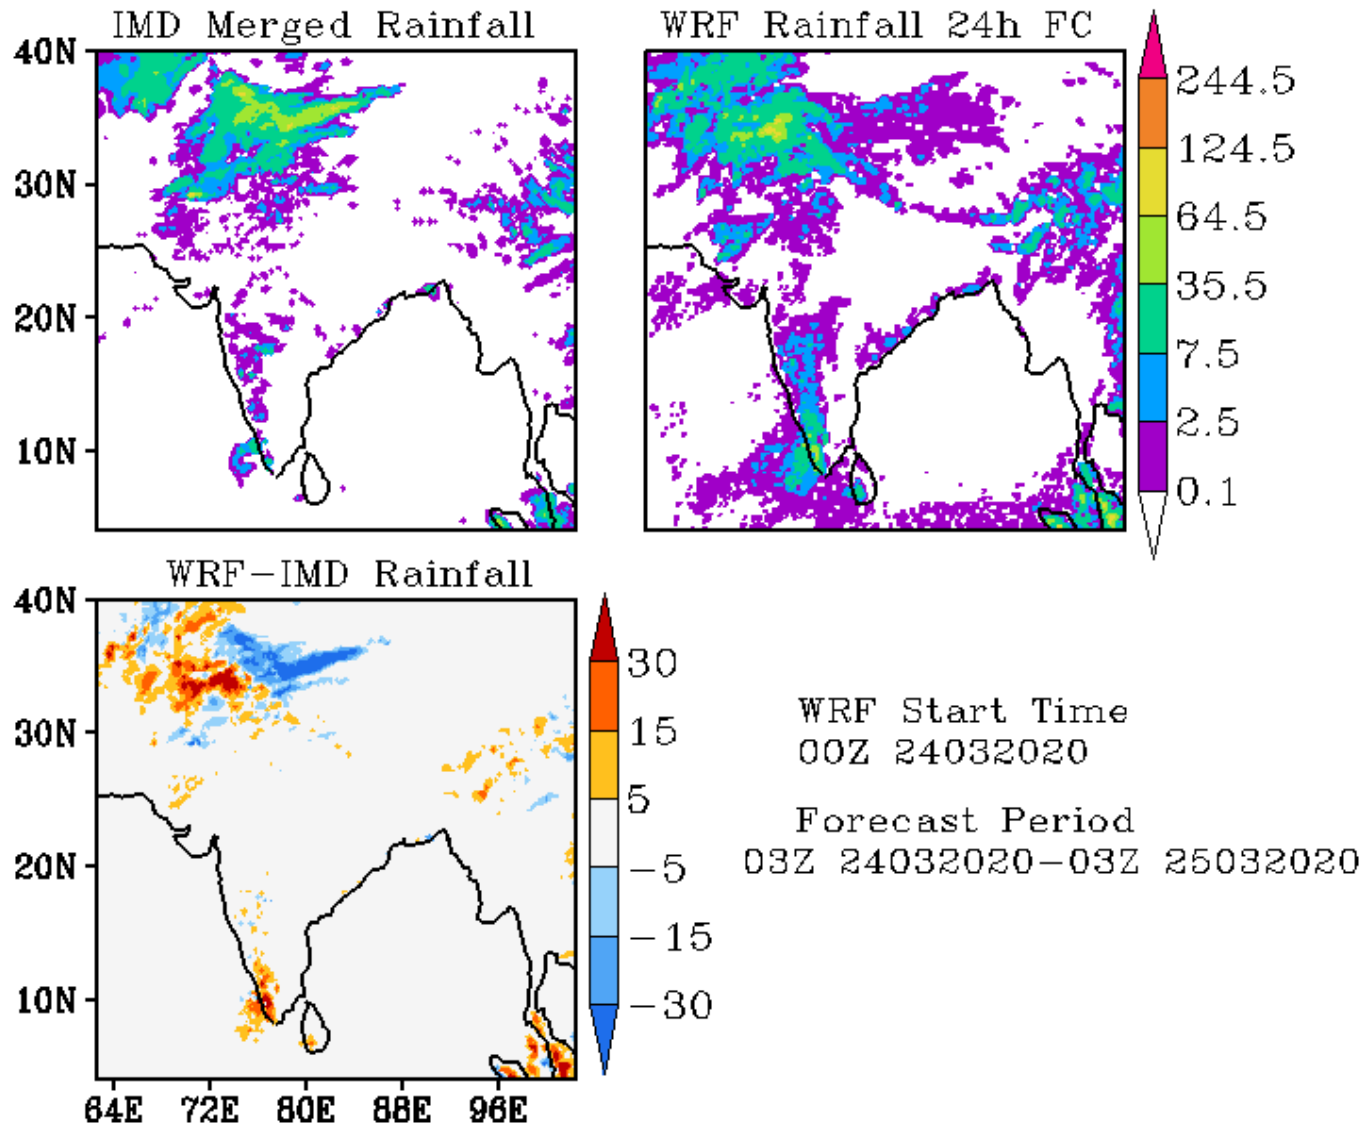 IMD Merged Rainfall
WRF Rainfall 24h FC
40N
30N
20N
10N
244.5
124.5
64.5
35.5
7.5
2.5
0.1
WRF-IMD Rainfall
40N
30N
20N
10N
64E 72E 80E 88E 96E
30
15
5
-5
-15
-30
WRF Start Time
00Z 24032020
Forecast Period
03Z 24032020-03Z 25032020